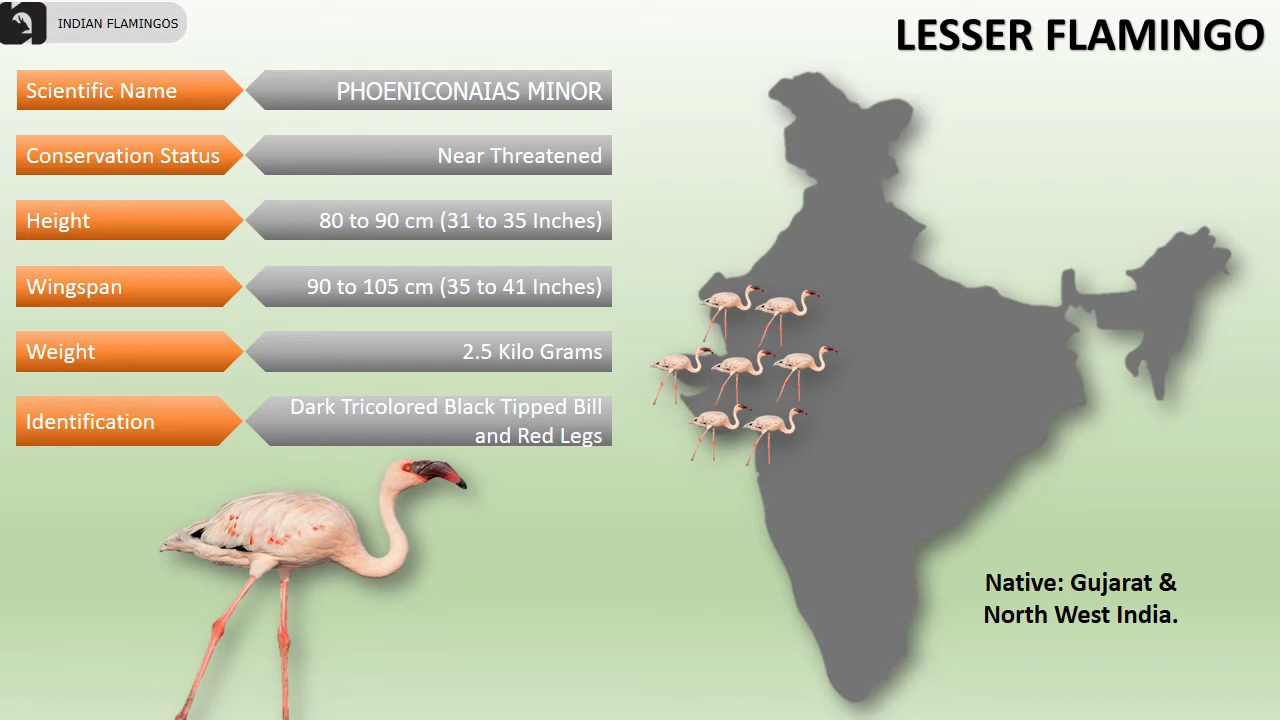 INDIAN FLAMINGOS
LESSER FLAMINGO
Scientific Name
PHOENICONAIAS MINOR
Conservation Status
Near Threatened
Height
80 to 90 cm (31 to 35 Inches)
Wingspan
90 to 105 cm (35 to 41 Inches)
Weight
2.5 Kilo Grams
Identification
Dark Tricolored Black Tipped Bill
and Red Legs
Native: Gujarat &
North West India.